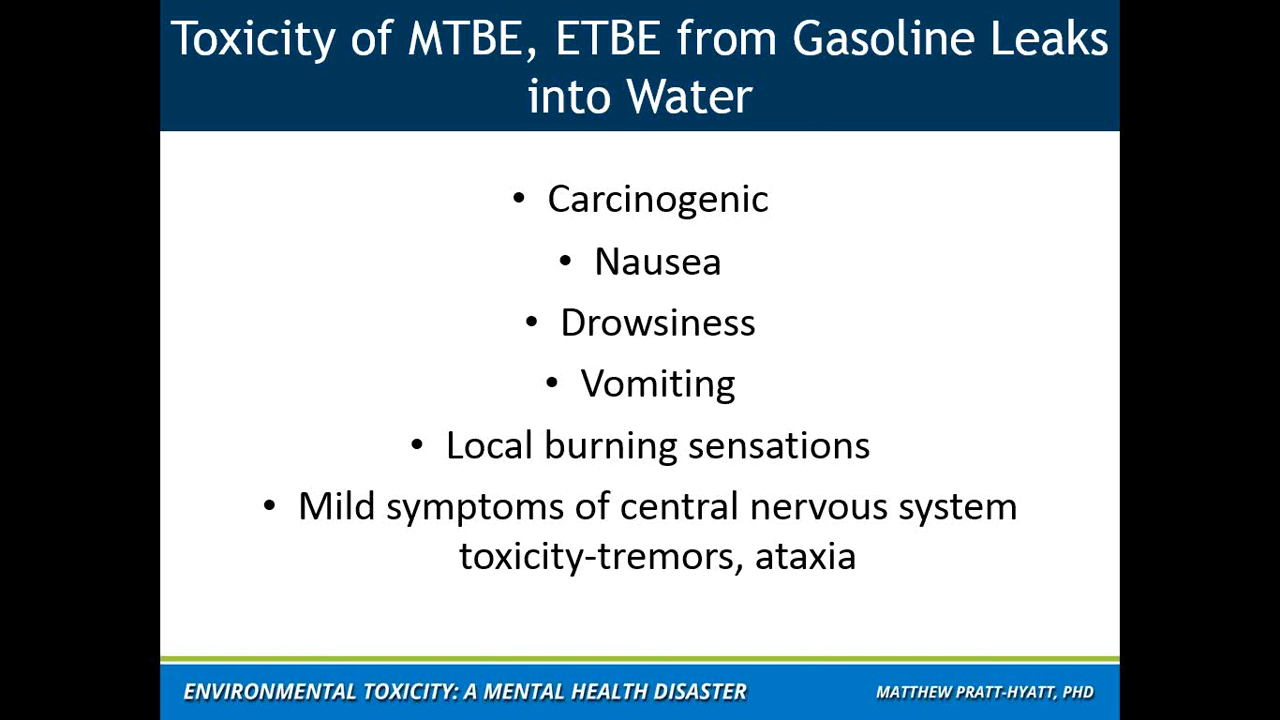 Toxicity of MTBE, ETBE from Gasoline Leaks
into Water
• Carcinogenic
• Nausea
• Drowsiness
• Vomiting
• Local burning sensations
• Mild symptoms of central nervous system
toxicity-tremors, ataxia
ENVIRONMENTAL TOXICITY: A MENTAL HEALTH DISASTER
MATTHEW PRATT-HYATT, PHD